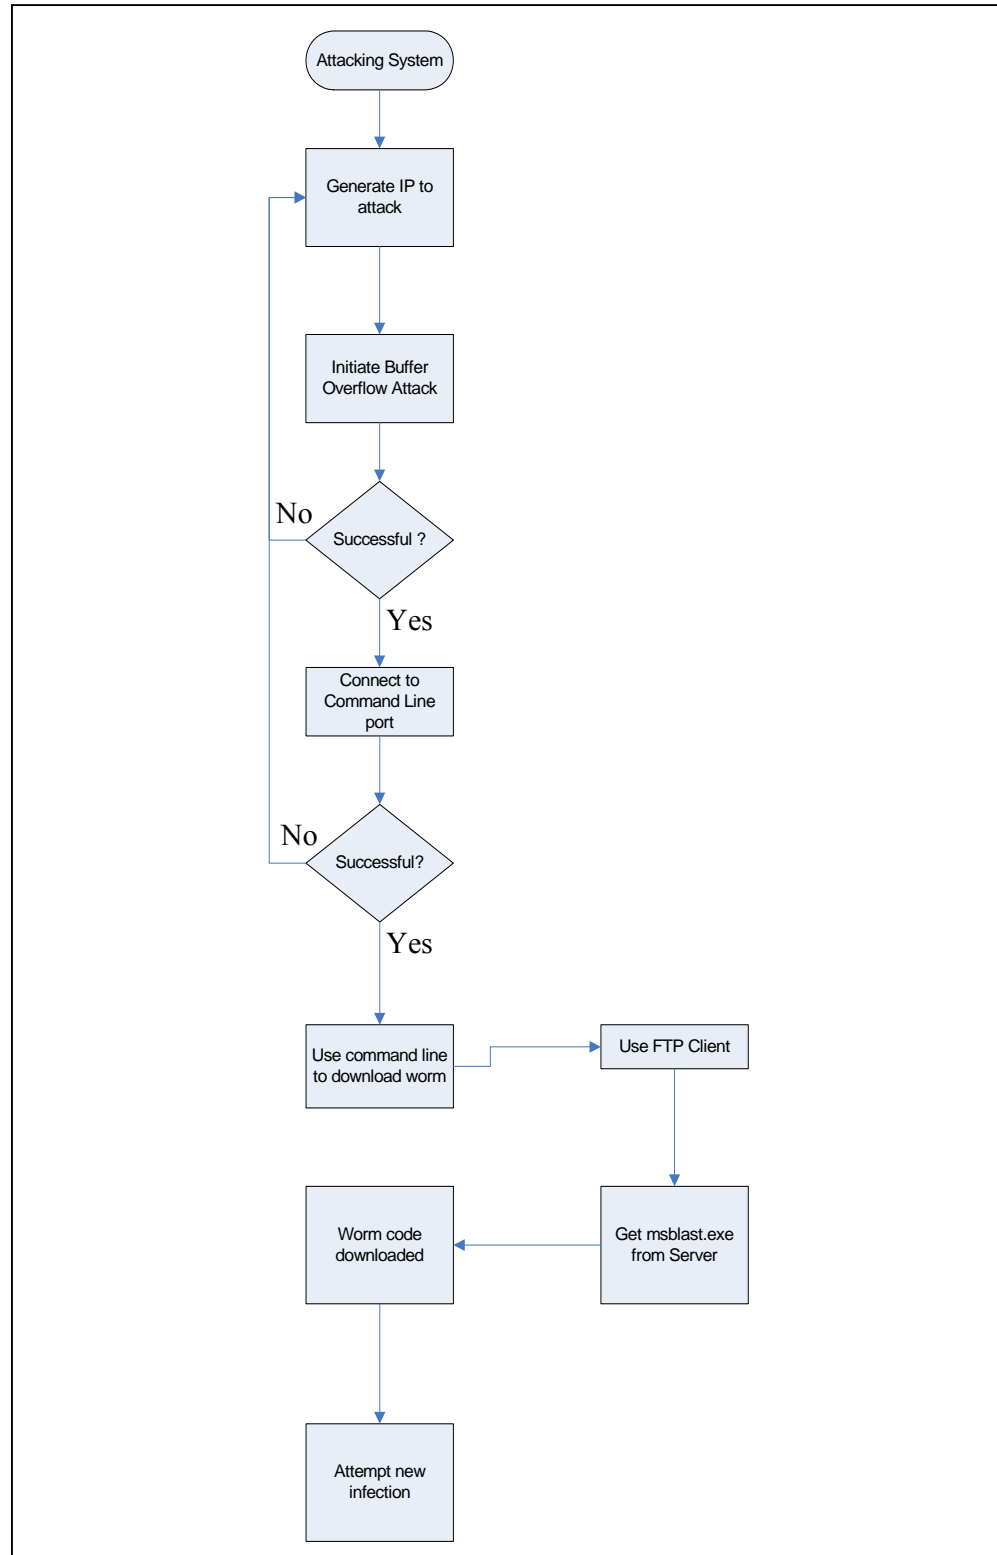 Attacking System
Generate IP to
attack
Initiate Buffer
Overflow Attack
No
Successful ?
Yes
Connect to
Command Line
port
No
Successful?
Yes
Use command line
to download worm
Use FTP Client
Get msblast.exe
from Server
Worm code
downloaded
Attempt new
infection